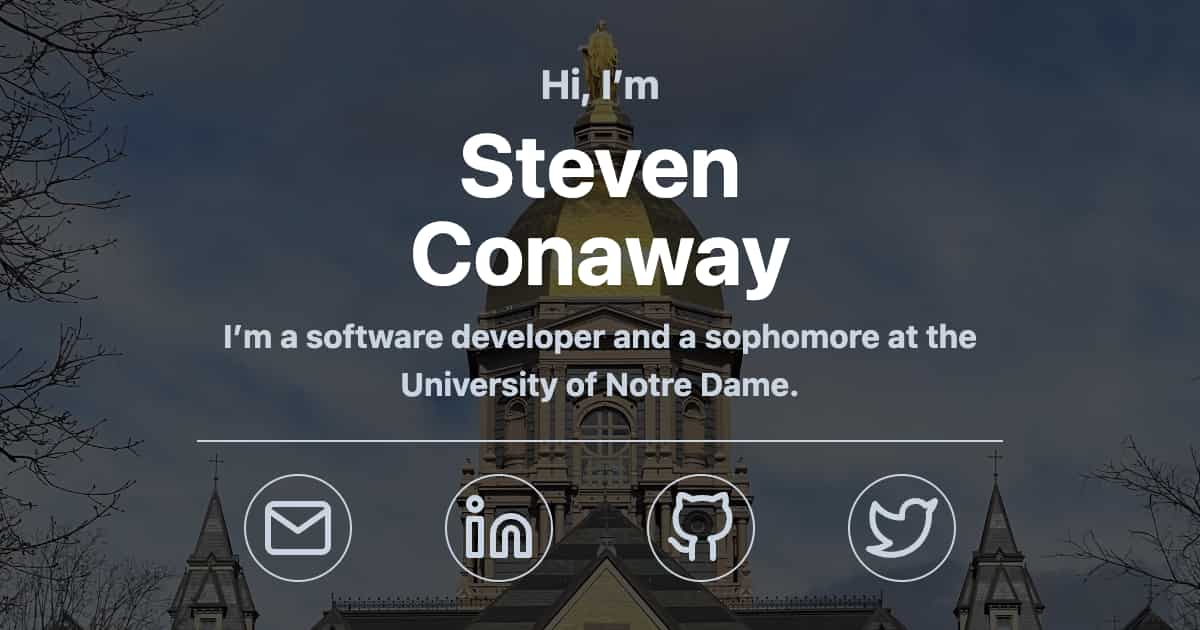 Hi, I’m
Steven
Conaway
I’m a software developer and a sophomore at the
University of Notre Dame.